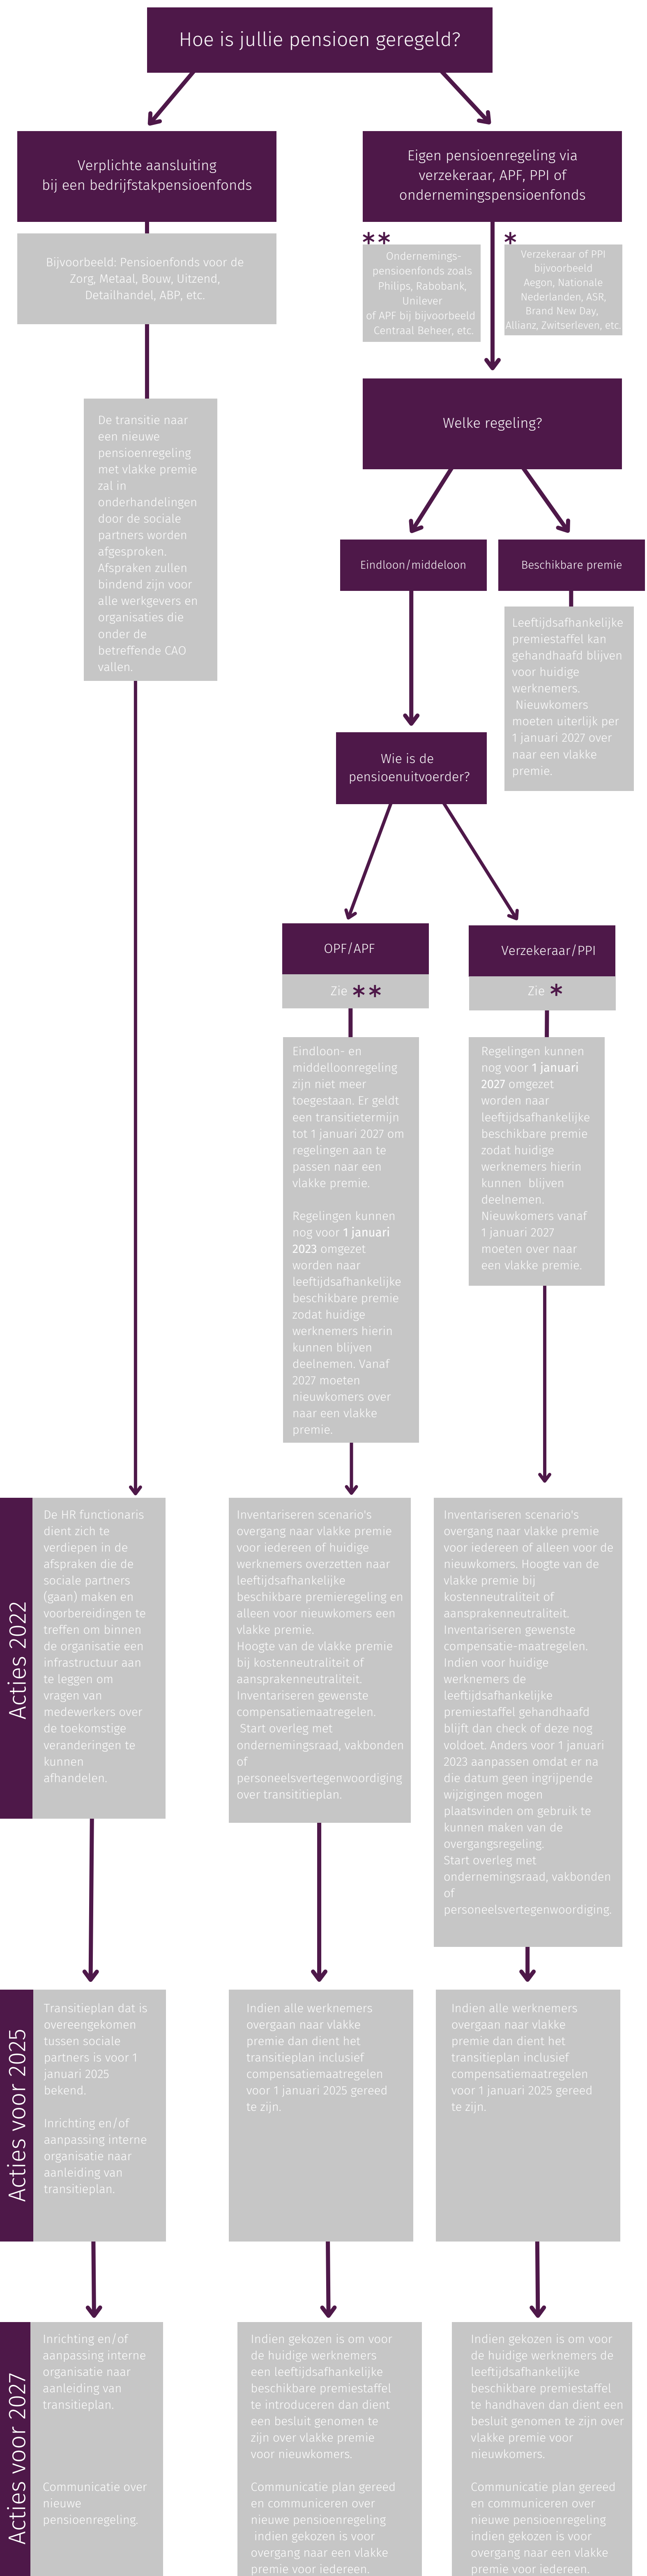 Hoe is jullie pensioen geregeld?
Verplichte aansluiting
bij een bedrijfstakpensioenfonds
Bijvoorbeeld: Pensioenfonds voor de
Zorg, Metaal, Bouw, Uitzend,
Detailhandel, ABP, etc.
De transitie naar
een nieuwe
pensioenregeling
met vlakke premie
zal in
onderhandelingen
door de sociale
partners worden
afgesproken.
Afspraken zullen
bindend zijn voor
alle werkgevers en
organisaties die
onder de
betreffende CAO
vallen.
Eigen pensioenregeling via
verzekeraar, APF, PPI of
ondernemingspensioenfonds
**
Ondernemings-
pensioenfonds zoals
Philips, Rabobank,
Unilever
of APF bij bijvoorbeeld
Centraal Beheer, etc.
*
Verzekeraar of PPI
bijvoorbeeld
Aegon, Nationale
Nederlanden, ASR,
Brand New Day,
Allianz, Zwitserleven, etc.
Welke regeling?
Eindloon/middeloon
Beschikbare premie
Leeftijdsafhankelijke
premiestaffel kan
gehandhaafd blijven
voor huidige
werknemers.
Nieuwkomers
moeten uiterlijk per
1 januari 2027 over
naar een vlakke
premie.
Wie is de
pensioenuitvoerder?
OPF/APF
Zie **
Verzekeraar/PPI
Zie *
Eindloon- en
middelloonregeling
zijn niet meer
toegestaan. Er geldt
een transitietermijn
tot 1 januari 2027 om
regelingen aan te
passen naar een
vlakke premie.
Regelingen kunnen
nog voor 1 januari
2023 omgezet
worden naar
leeftijdsafhankelijke
beschikbare premie
zodat huidige
werknemers hierin
kunnen blijven
deelnemen. Vanaf
2027 moeten
nieuwkomers over
naar een vlakke
premie.
Regelingen kunnen
nog voor 1 januari
2027 omgezet
worden naar
leeftijdsafhankelijke
beschikbare premie
zodat huidige
werknemers hierin
kunnen blijven
deelnemen.
Nieuwkomers vanaf
1 januari 2027
moeten over naar
een vlakke premie.
Acties 2022
De HR functionaris
dient zich te
verdiepen in de
afspraken die de
sociale partners
(gaan) maken en
voorbereidingen te
treffen om binnen
de organisatie een
infrastructuur aan
te leggen om
vragen van
medewerkers over
de toekomstige
veranderingen te
kunnen
afhandelen.
Inventariseren scenario's
overgang naar vlakke premie
voor iedereen of huidige
werknemers overzetten naar
leeftijdsafhankelijke
beschikbare premieregeling en
alleen voor nieuwkomers een
vlakke premie.
Hoogte van de vlakke premie
bij kostenneutraliteit of
aansprakenneutraliteit.
Inventariseren gewenste
compensatiemaatregelen.
Start overleg met
ondernemingsraad, vakbonden
of
personeelsvertegenwoordiging
over transititieplan.
Inventariseren scenario's
overgang naar vlakke premie
voor iedereen of alleen voor de
nieuwkomers. Hoogte van de
vlakke premie bij
kostenneutraliteit of
aansprakenneutraliteit.
Inventariseren gewenste
compensatie-maatregelen.
Indien voor huidige
werknemers de
leeftijdsafhankelijke
premiestaffel gehandhaafd
blijft dan check of deze nog
voldoet. Anders voor 1 januari
2023 aanpassen omdat er na
die datum geen ingrijpende
wijzigingen mogen
plaatsvinden om gebruik te
kunnen maken van de
overgangsregeling.
Start overleg met
ondernemingsraad, vakbonden
of
personeelsvertegenwoordiging.
Acties voor 2025
Transitieplan dat is
overeengekomen
tussen sociale
partners is voor 1
januari 2025
bekend.
Inrichting en/of
aanpassing interne
organisatie naar
aanleiding van
transitieplan.
Indien alle werknemers
overgaan naar vlakke
premie dan dient het
transitieplan inclusief
compensatiemaatregelen
voor 1 januari 2025 gereed
te zijn.
Indien alle werknemers
overgaan naar vlakke
premie dan dient het
transitieplan inclusief
compensatiemaatregelen
voor 1 januari 2025 gereed
te zijn.
Acties voor 2027
Inrichting en/of
aanpassing interne
organisatie naar
aanleiding van
transitieplan.
Communicatie over
nieuwe
pensioenregeling.
Indien gekozen is om voor
de huidige werknemers
een leeftijdsafhankelijke
beschikbare premiestaffel
te introduceren dan dient
een besluit genomen te
zijn over vlakke premie
voor nieuwkomers.
Communicatie plan gereed
en communiceren over
nieuwe pensioenregeling
indien gekozen is voor
overgang naar een vlakke
premie voor iedereen.
Indien gekozen is om voor
de huidige werknemers de
leeftijdsafhankelijke
beschikbare premiestaffel
te handhaven dan dient een
besluit genomen te zijn over
vlakke premie voor
nieuwkomers.
Communicatie plan gereed
en communiceren over
nieuwe pensioenregeling
indien gekozen is voor
overgang naar een vlakke
premie voor iedereen.